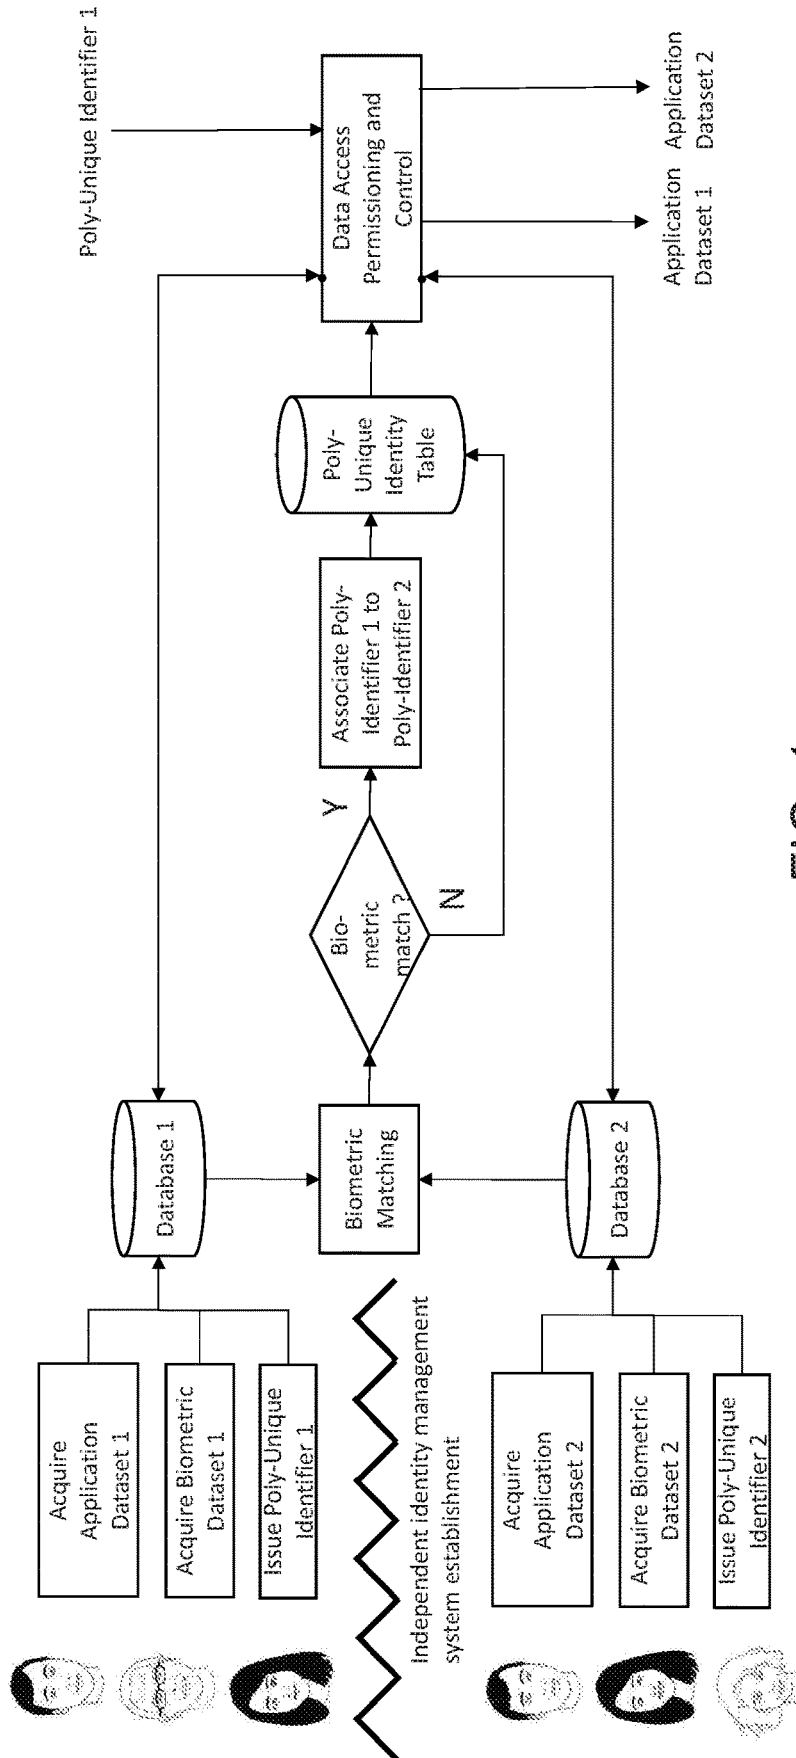 Acquire
Application
Dataset 1
Acquire Biometric
Dataset 1
Issue Poly-Unique
Identifier 1
Independent identity management
system establishment
Acquire
Application
Dataset 2
Acquire Biometric
Dataset 2
Issue Poly-Unique
Identifier 2
Database 1
Biometric
Matching
Database 2
Bio-
metric
match ?
Y
N
Associate Poly-
Identifier 1 to
Poly-Identifier 2
Poly-
Unique
Identity
Table
Poly-Unique Identifier 1
Data Access
Permissioning and
Control
Application
Dataset 1
Application
Dataset 2